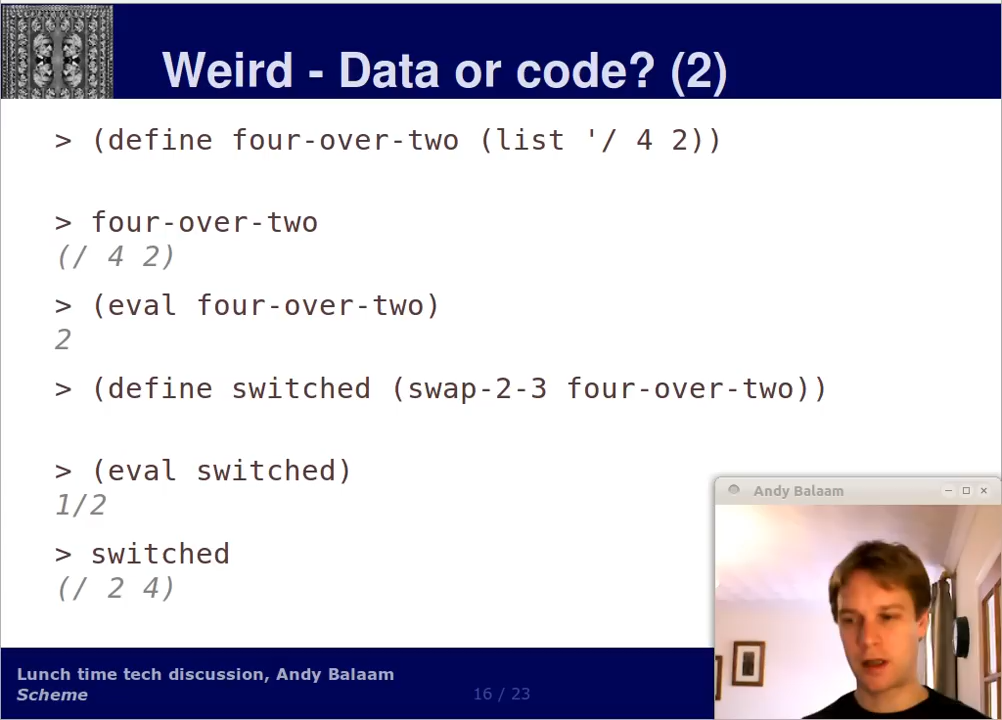 Weird - Data or code? (2)
> (define four-over-two (list '/ 4 2))
> four-over-two
(/ 4 2)
> (eval four-over-two)
2
> (define switched (swap-2-3 four-over-two))
> (eval switched)
1/2
> switched
(/ 2 4)
Andy Balaam
Lunch time tech discussion, Andy Balaam
Scheme
16 / 23